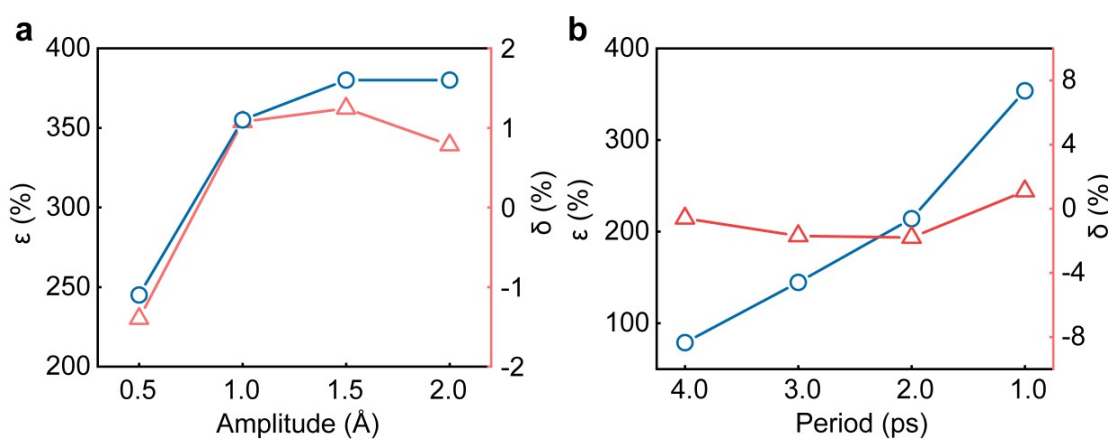 a
400
350
300
250
200
ε (%)
2
1
0
-1
-2
δ (%)
0.5 1.0 1.5 2.0
Amplitude (Å)
b
400
300
200
100
ε (%)
8
4
0
-4
-8
δ (%)
4.0 3.0 2.0 1.0
Period (ps)